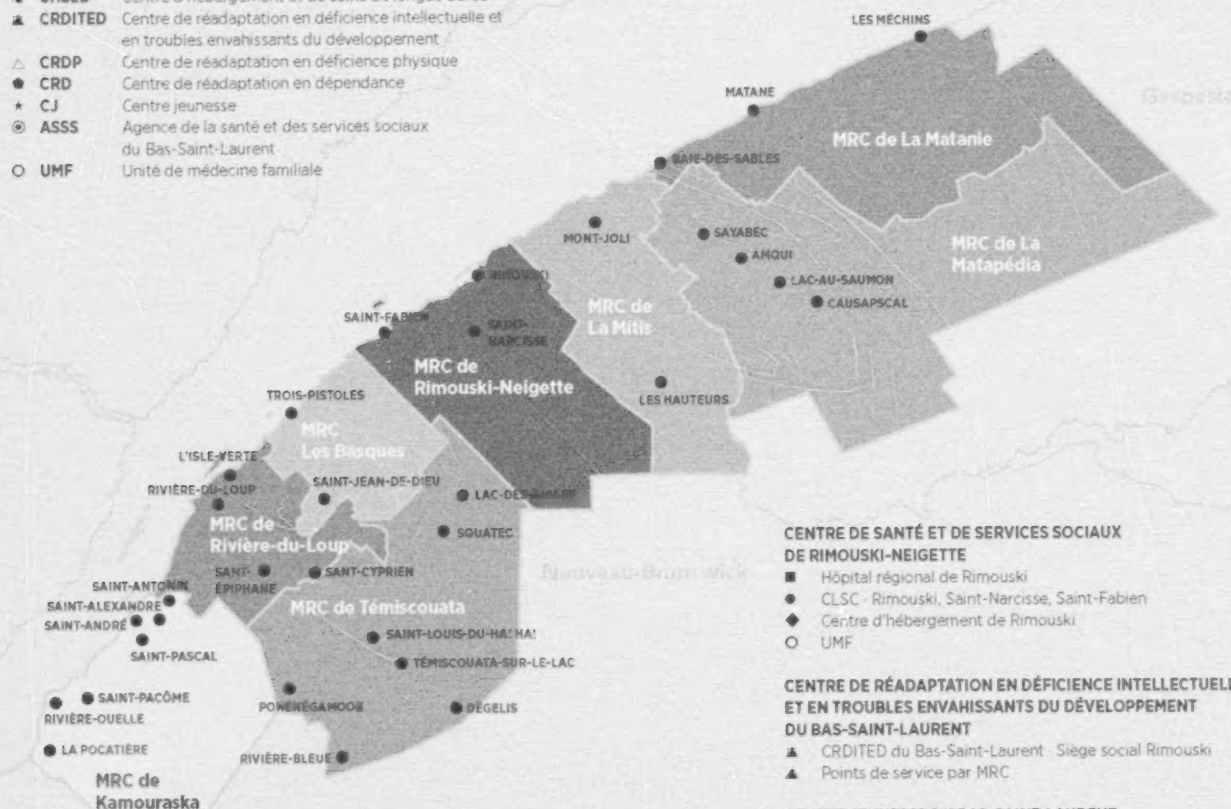 CRDITED Centre de réadaptation en déficience intellectuelle et
en troubles envahissants du développement
CRDP Centre de réadaptation en déficience physique
CRD Centre de réadaptation en dépendance
CJ Centre jeunesse
ASSS Agence de la santé et des services sociaux
du Bas-Saint-Laurent
UMF Unité de médecine familiale
LES MÉCHINS
MATANE
MRC de La Matanie
BAIE-DES-SABLES
MONT-JOLI
SAYABEC
AMQUI
MRC de La
Matapédia
LAC-AU-SAUMON
CAUSAPSCAL
RIMOUSKI
MRC de
La Mitis
SAINT-FABIEN
SAINT-
NARCISSE
MRC de
Rimouski-Neigette
LES HAUTEURS
TROIS-PISTOLES
MRC
Les Basques
L'ISLE-VERTE
RIVIÈRE-DU-LOUP
SAINT-JEAN-DE-DIEU
LAC-DES-AIGLES
SQUATEC
MRC de
Rivière-du-Loup
SANT-
ÉPIPHANE
SANT-CYPRIEN
Nouveau-Brunswick
SAINT-ANTONIN
SAINT-ALEXANDRE
SAINT-ANDRÉ
SAINT-PASCAL
MRC de Témiscouata
SAINT-LOUIS-DU-HA! HA!
TÉMISCOUATA-SUR-LE-LAC
SAINT-PACÔME
RIVIÈRE-OUELLE
POHÉNÉGAMOOK
DÉGELIS
LA POCATIÈRE
RIVIÈRE-BLEUE
MRC de
Kamouraska
CENTRE DE SANTÉ ET DE SERVICES SOCIAUX
DE RIMOUSKI-NEIGETTE
Hôpital régional de Rimouski
CLSC - Rimouski, Saint-Narcisse, Saint-Fabien
Centre d'hébergement de Rimouski
UMF
CENTRE DE RÉADAPTATION EN DÉFICIENCE INTELLECTUELLE
ET EN TROUBLES ENVAHISSANTS DU DÉVELOPPEMENT
DU BAS-SAINT-LAURENT
CRDITED du Bas-Saint-Laurent - Siège social Rimouski
Points de service par MRC